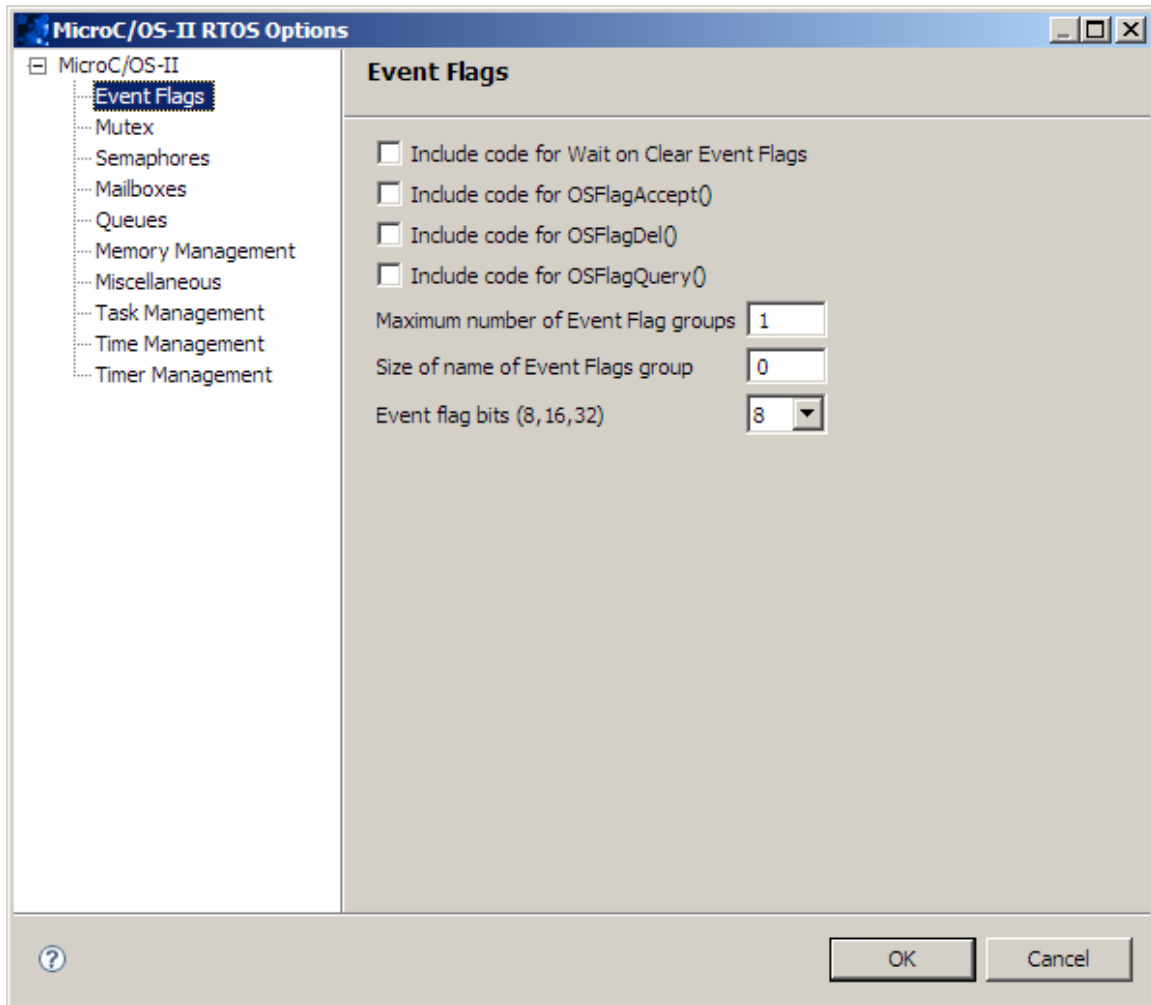 MicroC/OS-II RTOS Options
MicroC/OS-II
Event Flags
Mutex
Semaphores
Mailboxes
Queues
Memory Management
Miscellaneous
Task Management
Time Management
Timer Management
Event Flags
Include code for Wait on Clear Event Flags
Include code for OSFlagAccept()
Include code for OSFlagDel()
Include code for OSFlagQuery()
Maximum number of Event Flag groups 1
Size of name of Event Flags group 0
Event flag bits (8,16,32) 8
? OK Cancel